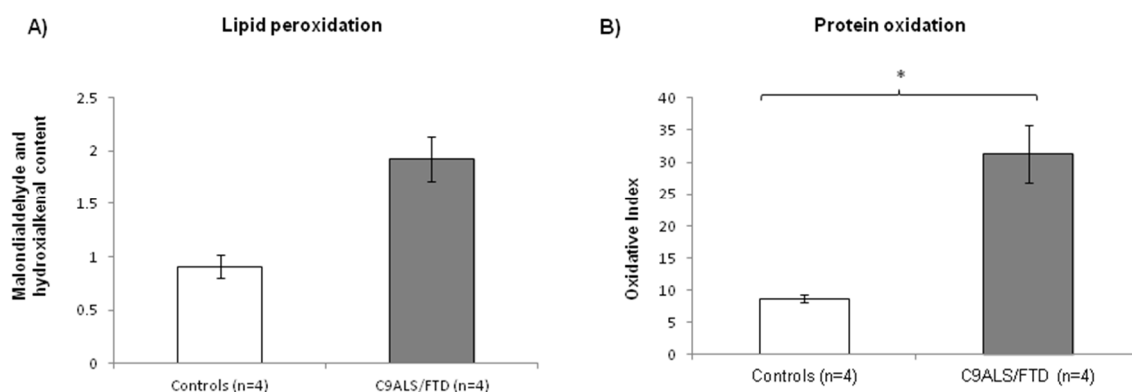 A)
Lipid peroxidation
Malondialdehyde and
hydroxialkenal content
2.5
2
1.5
1
0.5
0
Controls (n=4)
C9ALS/FTD (n=4)
B)
Protein oxidation
*
Oxidative Index
40
35
30
25
20
15
10
5
0
Controls (n=4)
C9ALS/FTD (n=4)